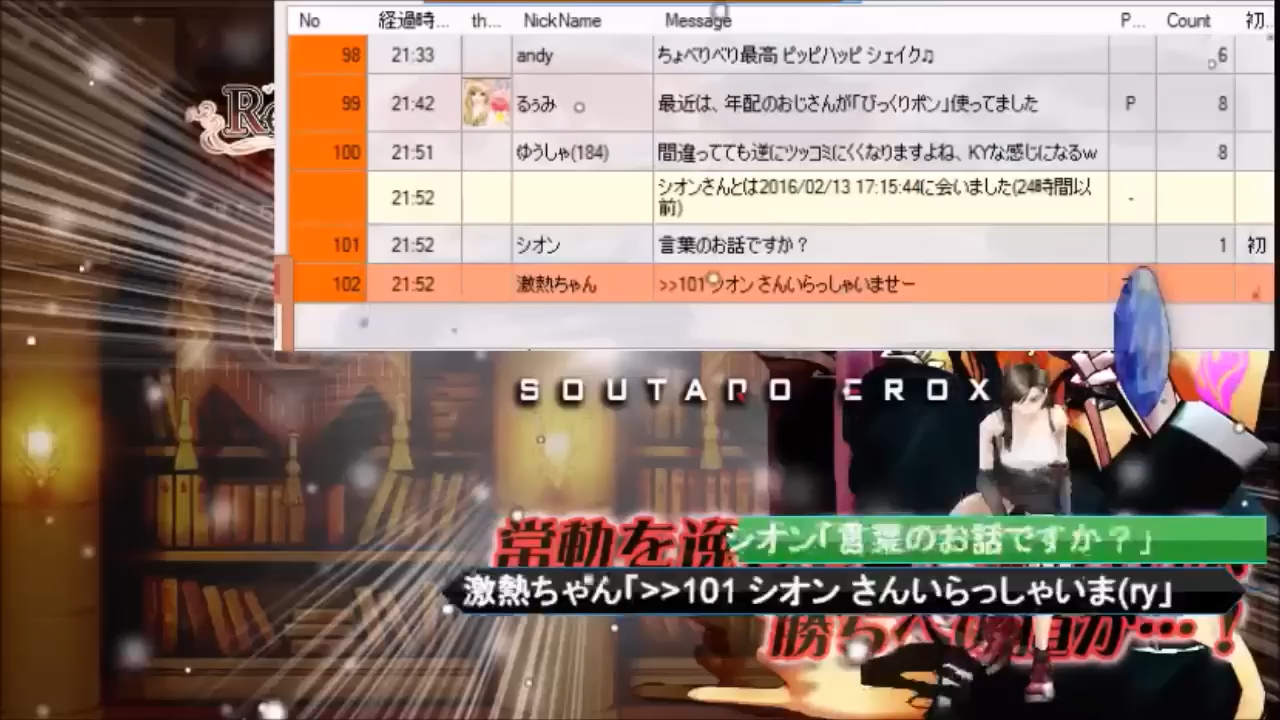 No 経過時... th... NickName Message P... Count 初...
98 21:33 andy ちょべりべり最高 ピッピハッピ シェイク♫ 6
99 21:42 るぅみ 最近は、年配のおじさんが「びっくりポン」使ってました P 8
100 21:51 ゆうしゃ(184) 間違ってても逆にツッコミにくくなりますよね、KYな感じになるw 8
21:52 シオンさんとは2016/02/13 17:15:44に会いました(24時間以
前) -
101 21:52 シオン 言葉のお話ですか？ 1 初
102 21:52 激熱ちゃん >>101 シオン さんいらっしゃいませー
SOUTARO EROX
常勤を
シオン「言葉のお話ですか？」
激熱ちゃん「>>101 シオン さんいらっしゃいま(ry」
勝ちへの